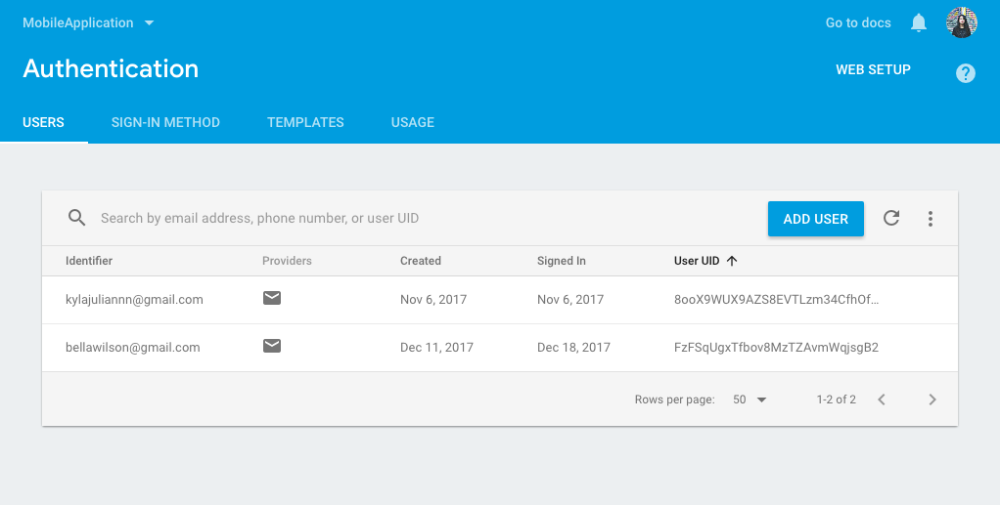 MobileApplication Go to docs
Authentication WEB SETUP
USERS SIGN-IN METHOD TEMPLATES USAGE
Search by email address, phone number, or user UID ADD USER
Identifier Providers Created Signed In User UID
kylajuliannn@gmail.com Nov 6, 2017 Nov 6, 2017 8ooX9WUX9AZS8EVTLzm34CfhOf...
bellawilson@gmail.com Dec 11, 2017 Dec 18, 2017 FzFSqUgxTfbov8MzTZAvmWqjsgB2
Rows per page: 50 1-2 of 2